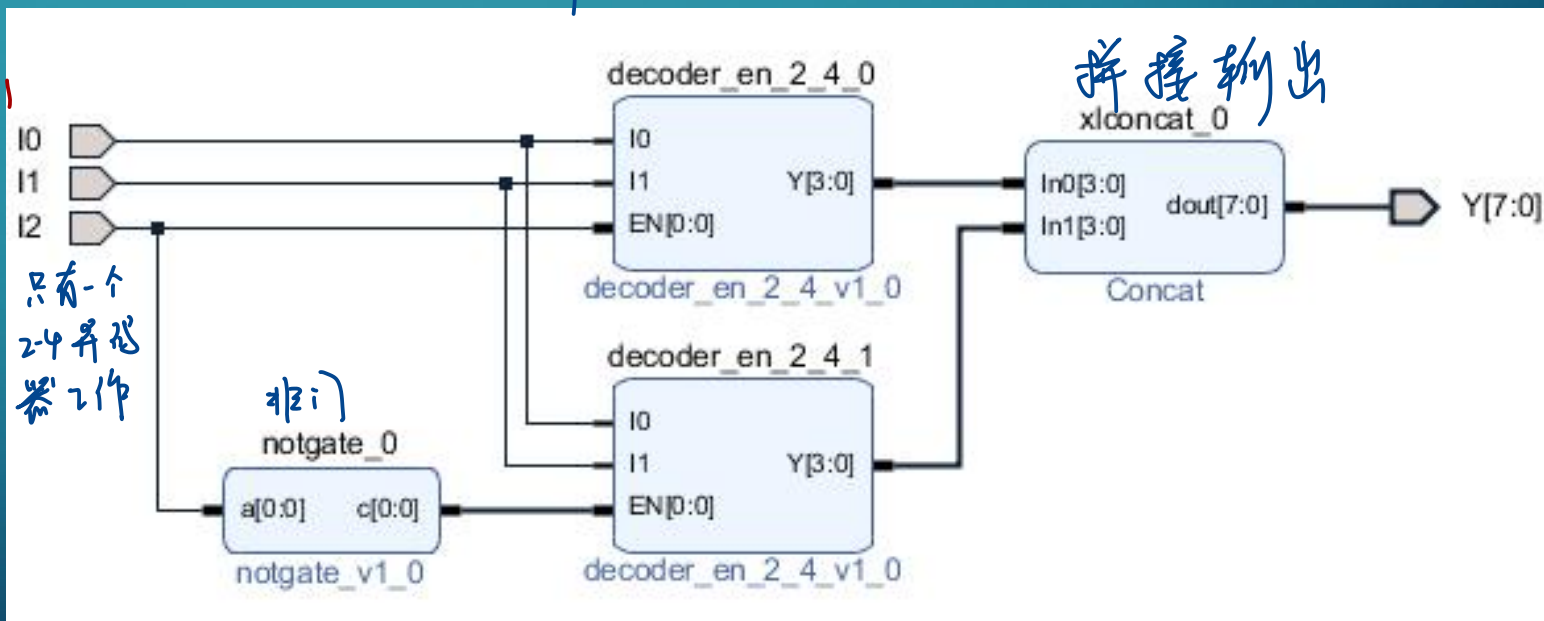 拼接输出
decoder_en_2_4_0
xlconcat_0
I0
I1
I2
I0
I1
EN[0:0]
Y[3:0]
decoder_en_2_4_v1_0
In0[3:0]
In1[3:0]
dout[7:0]
Concat
Y[7:0]
只有一个
2-4译码
器工作
非门
notgate_0
a[0:0]
c[0:0]
notgate_v1_0
decoder_en_2_4_1
I0
I1
EN[0:0]
Y[3:0]
decoder_en_2_4_v1_0